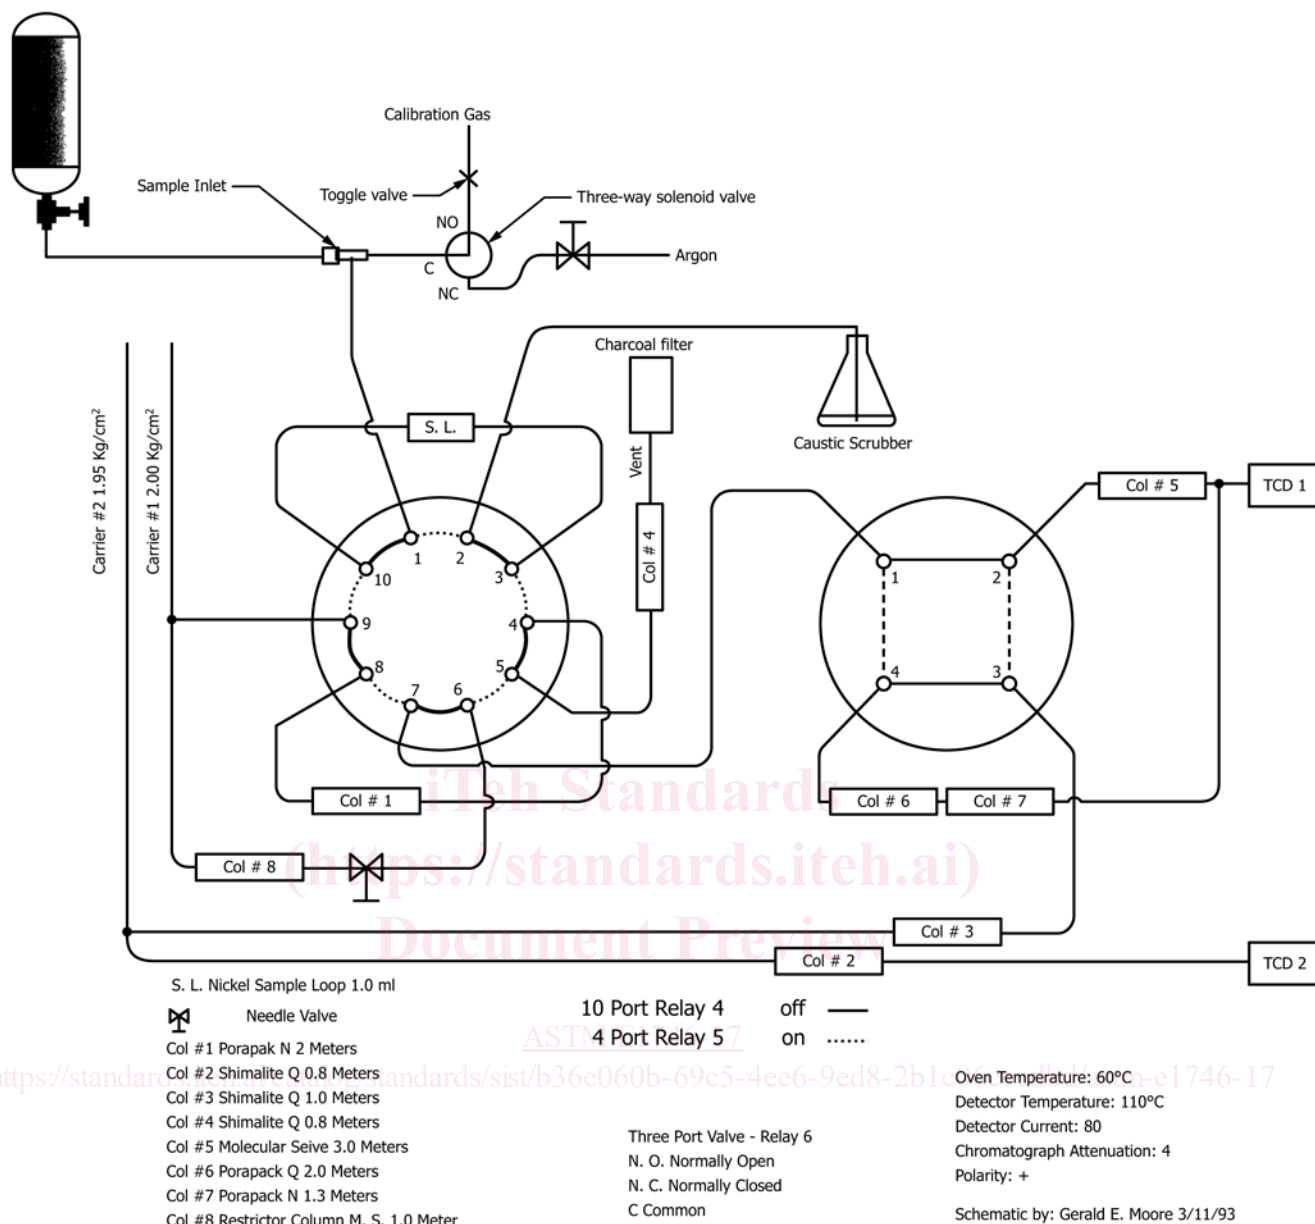 Calibration Gas
Sample Inlet
Toggle valve
Three-way solenoid valve
NO
C
NC
Argon
Charcoal filter
Caustic Scrubber
Carrier #2 1.95 Kg/cm²
Carrier #1 2.00 Kg/cm²
S. L.
Vent
Col # 4
Col # 5
TCD 1
1
2
3
4
5
6
7
8
9
10
1
2
3
4
Col # 1
Col # 6
Col # 7
Col # 8
Col # 3
Col # 2
TCD 2
iTeh Standards
(https://standards.iteh.ai)
Document Preview
S. L. Nickel Sample Loop 1.0 ml
Needle Valve
10 Port Relay 4 off
4 Port Relay 5 on
Col #1 Porapak N 2 Meters
Col #2 Shimalite Q 0.8 Meters
Col #3 Shimalite Q 1.0 Meters
Col #4 Shimalite Q 0.8 Meters
Col #5 Molecular Seive 3.0 Meters
Col #6 Porapack Q 2.0 Meters
Col #7 Porapack N 1.3 Meters
Col #8 Restrictor Column M. S. 1.0 Meter
Three Port Valve - Relay 6
N. O. Normally Open
N. C. Normally Closed
C Common
Oven Temperature: 60°C
Detector Temperature: 110°C
Detector Current: 80
Chromatograph Attenuation: 4
Polarity: +
Schematic by: Gerald E. Moore 3/11/93